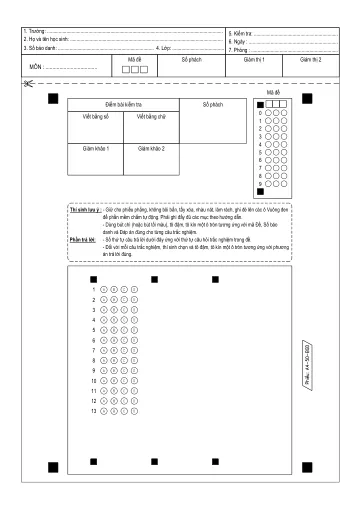 1. Trường :
5. Kiểm tra:
2. Họ và tên học sinh:
6. Ngày :
3. Số báo danh: 4. Lớp:
7. Phòng :
MÔN :
Mã đề
Số phách
Giám thị 1
Giám thị 2
Mã đề
Điểm bài kiểm tra
Số phách
Viết bằng số
Viết bằng chữ
Giám khảo 1
Giám khảo 2
0
1
2
3
4
5
6
7
8
9
Thí sinh lưu ý : - Giữ cho phiếu phẳng, không bôi bẩn, tẩy xóa, nhàu nát, làm rách, ghi đè lên các ô Vuông đen
để phần mềm chấm tự động. Phải ghi đầy đủ các mục theo hướng dẫn.
- Dùng bút chì (hoặc bút tối màu), tô đậm, tô kín một ô tròn tương ứng với mã Đề, Số báo
danh và Đáp án đúng cho từng câu trắc nghiệm.
Phần trả lời: - Số thứ tự câu trả lời dưới đây ứng với thứ tự câu hỏi trắc nghiệm trong đề.
- Đối với mỗi câu trắc nghiệm, thí sinh chọn và tô đậm, tô kín một ô tròn tương ứng với phương
án trả lời đúng.
1 A B C D
2 A B C D
3 A B C D
4 A B C D
5 A B C D
6 A B C D
7 A B C D
8 A B C D
9 A B C D
10 A B C D
11 A B C D
12 A B C D
13 A B C D